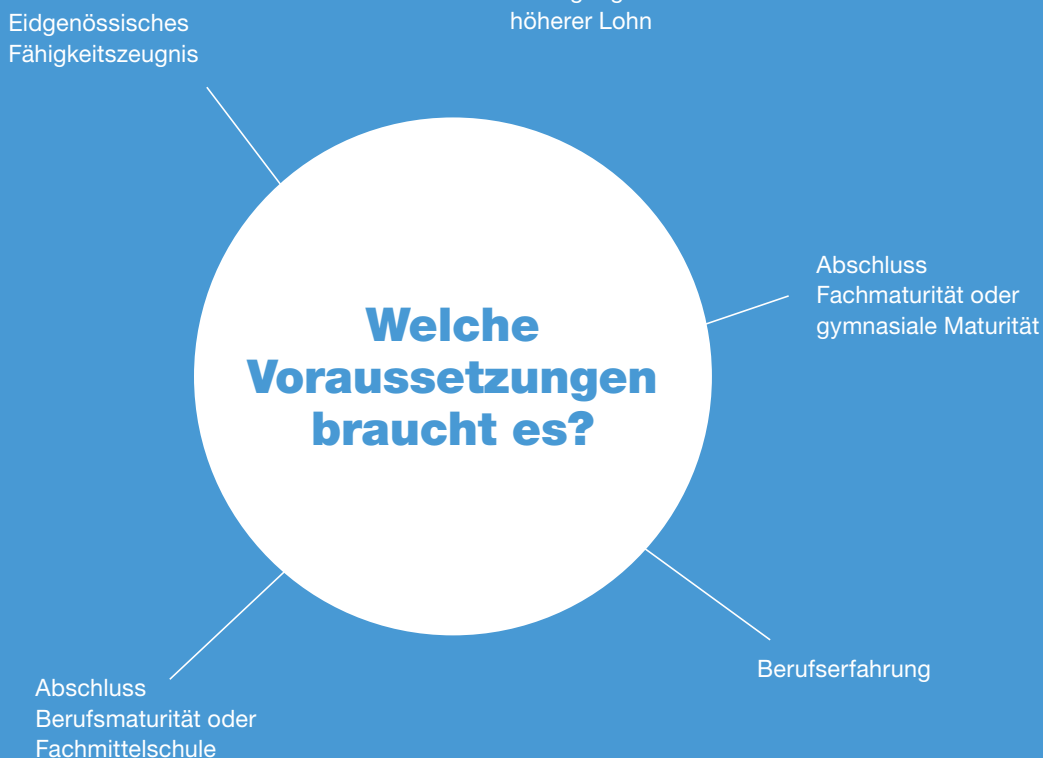 höherer Lohn
Eidgenössisches
Fähigkeitszeugnis
Welche
Voraussetzungen
braucht es?
Abschluss
Fachmaturität oder
gymnasiale Maturität
Berufserfahrung
Abschluss
Berufsmaturität oder
Fachmittelschule